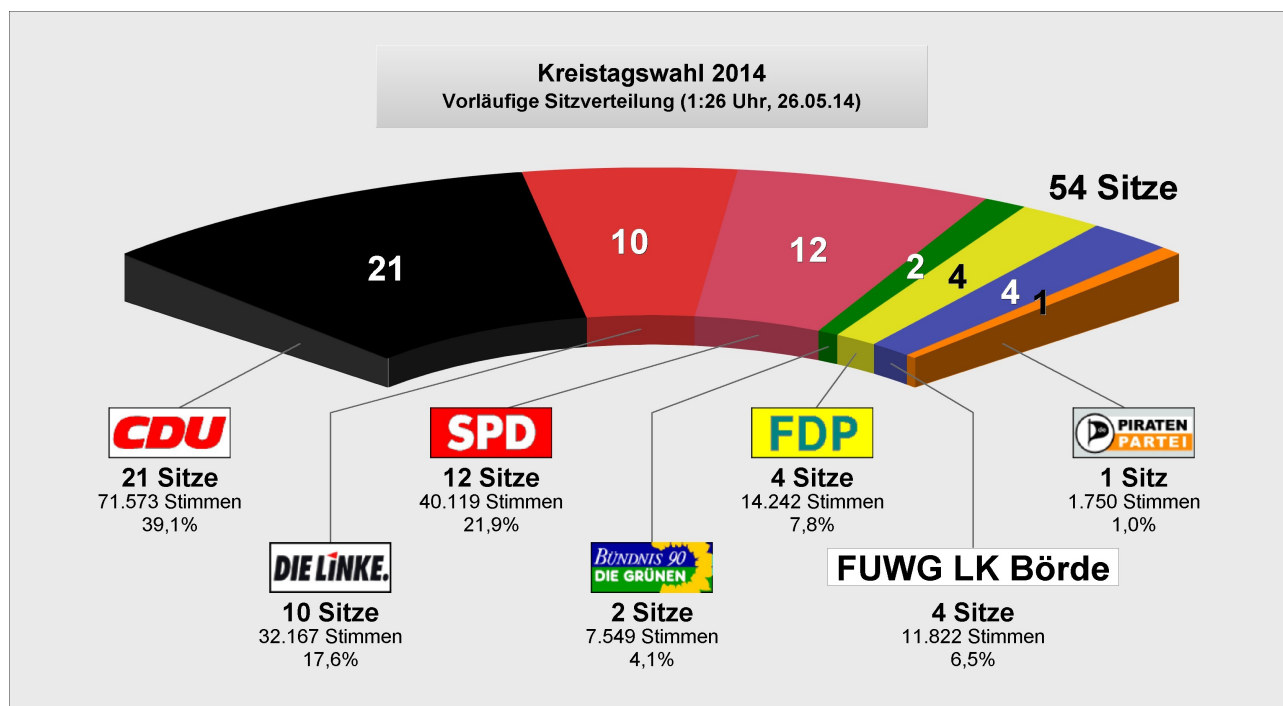 Kreistagswahl 2014
Vorläufige Sitzverteilung (1:26 Uhr, 26.05.14)
54 Sitze
21
10
12
2
4
4
1
CDU
21 Sitze
71.573 Stimmen
39,1%
DIE LINKE.
10 Sitze
32.167 Stimmen
17,6%
SPD
12 Sitze
40.119 Stimmen
21,9%
BÜNDNIS 90
DIE GRÜNEN
2 Sitze
7.549 Stimmen
4,1%
FDP
4 Sitze
14.242 Stimmen
7,8%
FUWG LK Börde
4 Sitze
11.822 Stimmen
6,5%
die
PIRATEN
PARTEI
1 Sitz
1.750 Stimmen
1,0%